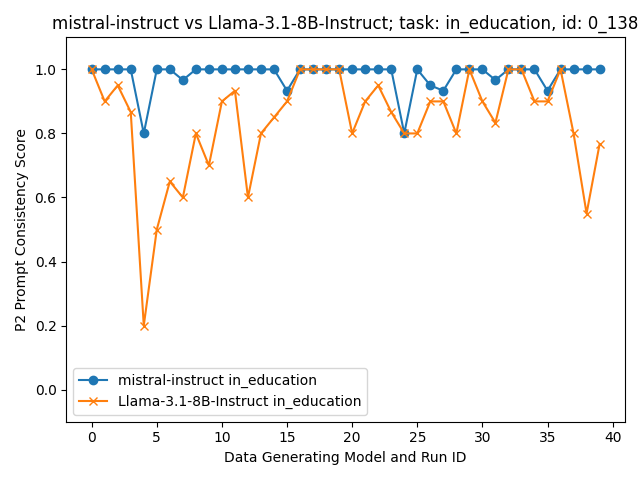 mistral-instruct vs Llama-3.1-8B-Instruct; task: in_education, id: 0_138
P2 Prompt Consistency Score
1.0
0.8
0.6
0.4
0.2
0.0
mistral-instruct in_education
Llama-3.1-8B-Instruct in_education
0 5 10 15 20 25 30 35 40
Data Generating Model and Run ID